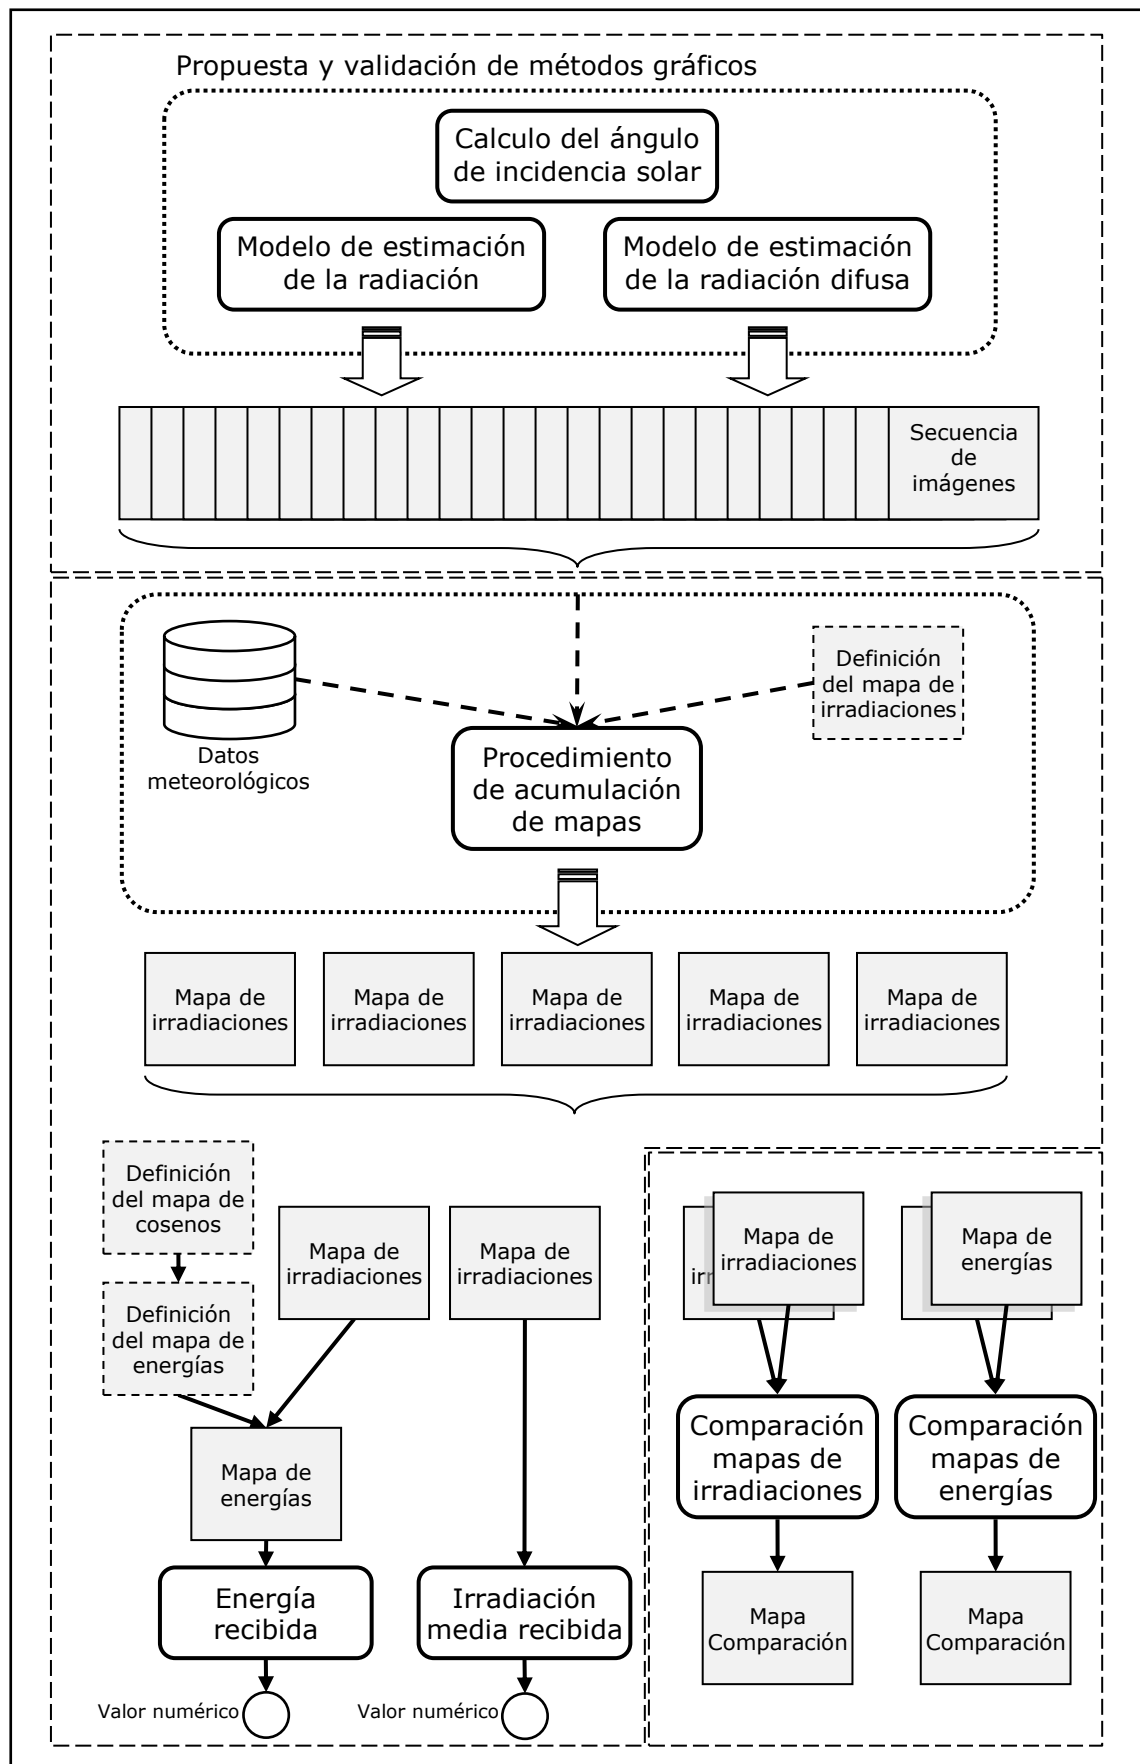 Propuesta y validación de métodos gráficos
Calculo del ángulo
de incidencia solar
Modelo de estimación
de la radiación
Modelo de estimación
de la radiación difusa
Secuencia
de
imágenes
Datos
meteorológicos
Definición
del mapa de
irradiaciones
Procedimiento
de acumulación
de mapas
Mapa de
irradiaciones
Mapa de
irradiaciones
Mapa de
irradiaciones
Mapa de
irradiaciones
Mapa de
irradiaciones
Definición
del mapa de
cosenos
Definición
del mapa de
energías
Mapa de
irradiaciones
Mapa de
irradiaciones
Mapa de
energías
Energía
recibida
Irradiación
media recibida
Valor numérico
Valor numérico
Mapa de
irradiaciones
Mapa de
energías
Comparación
mapas de
irradiaciones
Comparación
mapas de
energías
Mapa
Comparación
Mapa
Comparación